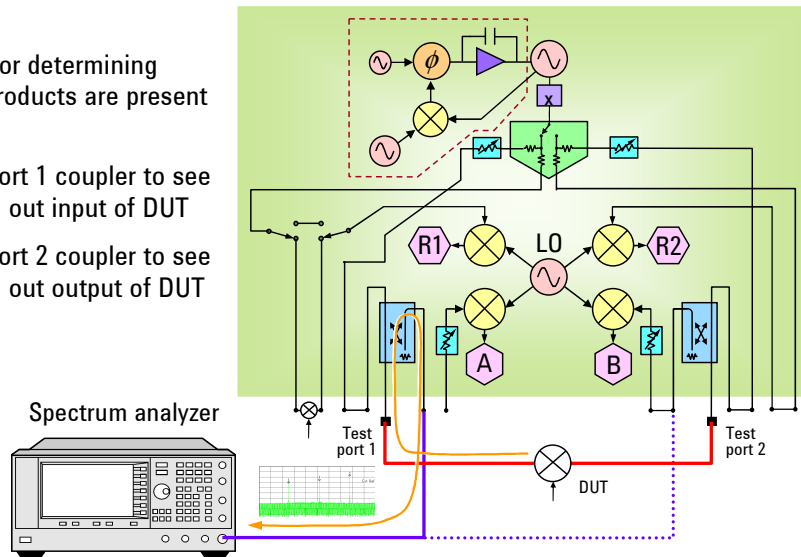 or determining
roducts are present
ort 1 coupler to see
out input of DUT
ort 2 coupler to see
out output of DUT
ϕ
x
LO
R1
R2
A
B
Spectrum analyzer
Test
port 1
Test
port 2
DUT